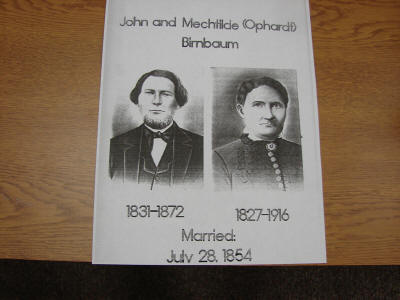 John and Mechtilde (Ophardt)
Birnbaum
1831-1872 1827-1916
Married:
July 28, 1854